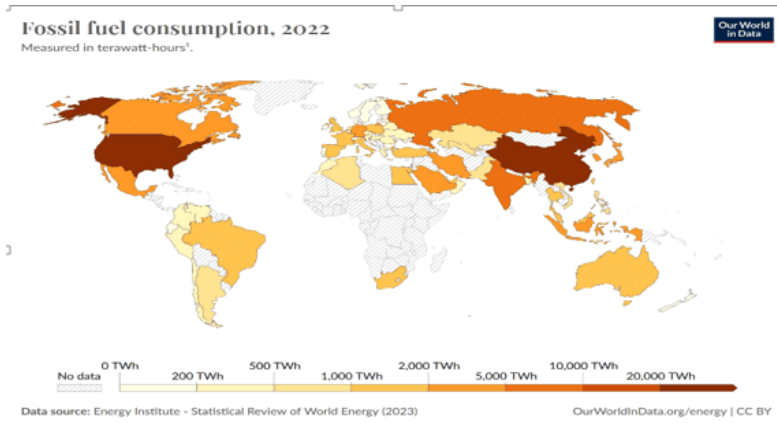 Fossil fuel consumption, 2022
Measured in terawatt-hours¹.
Our World
in Data
No data
0 TWh
200 TWh
500 TWh
1,000 TWh
2,000 TWh
5,000 TWh
10,000 TWh
20,000 TWh
Data source: Energy Institute - Statistical Review of World Energy (2023)
OurWorldInData.org/energy | CC BY